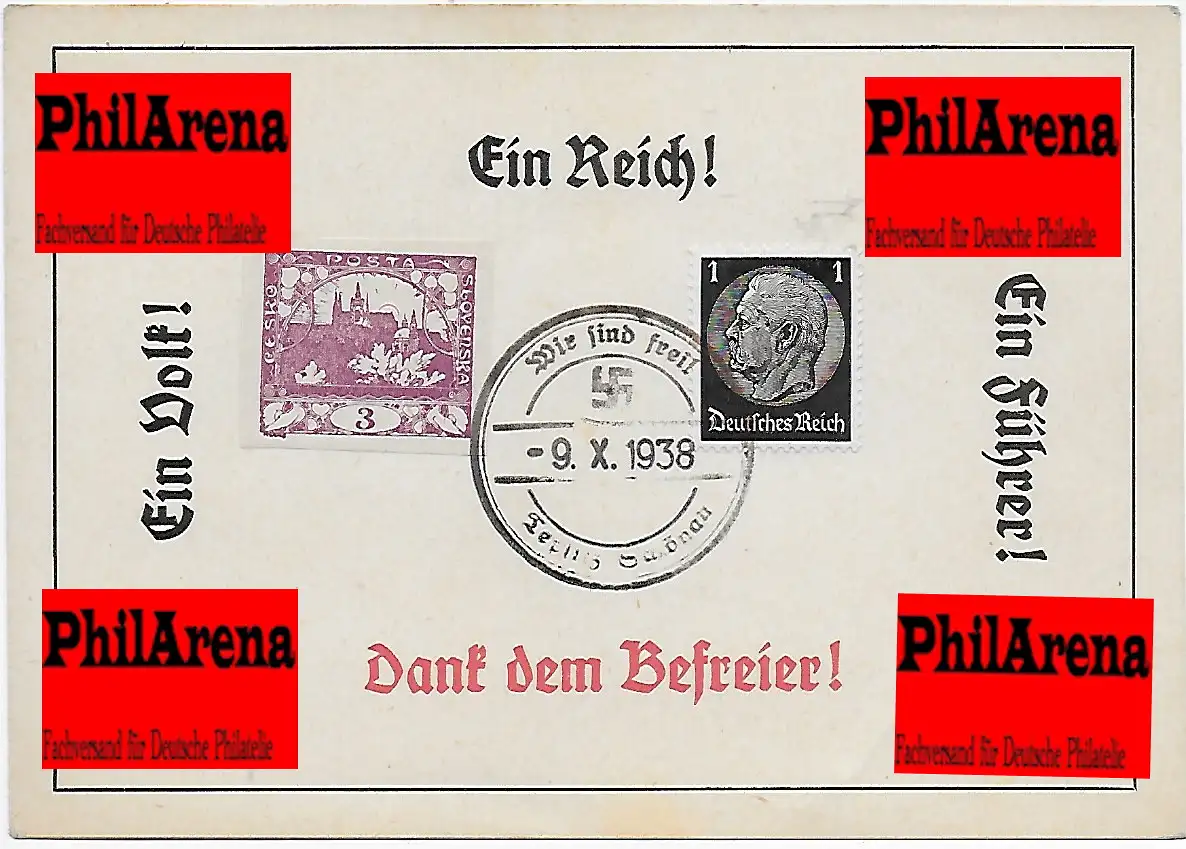 PhilArena
Fachversand für Deutsche Philatelie
PhilArena
Fachversand für Deutsche Philatelie
Ein Reich!
Ein Volk!
Ein Führer!
POSTA
ČESKO
SLOVENSKÁ
3
1 1
Deutsches Reich
Wir sind frei!
-9. X. 1938
Teplitz Schönau
Dank dem Befreier!
PhilArena
Fachversand für Deutsche Philatelie
PhilArena
Fachversand für Deutsche Philatelie